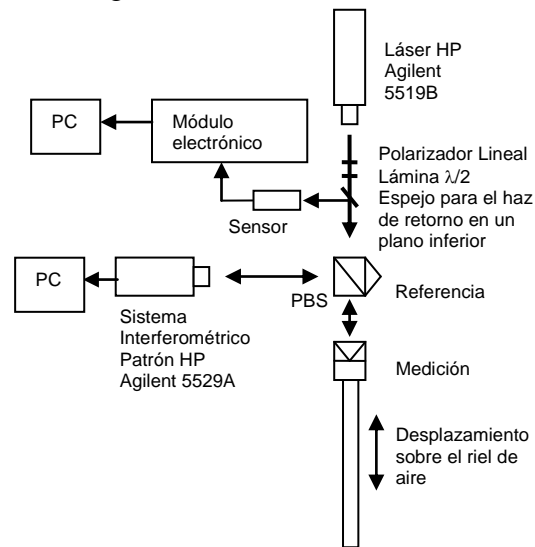 Láser HP
Agilent
5519B
PC
Módulo
electrónico
Polarizador Lineal
Lámina λ/2
Espejo para el haz
de retorno en un
plano inferior
Sensor
PC
PBS
Referencia
Sistema
Interferométrico
Patrón HP
Agilent 5529A
Medición
Desplazamiento
sobre el riel de
aire